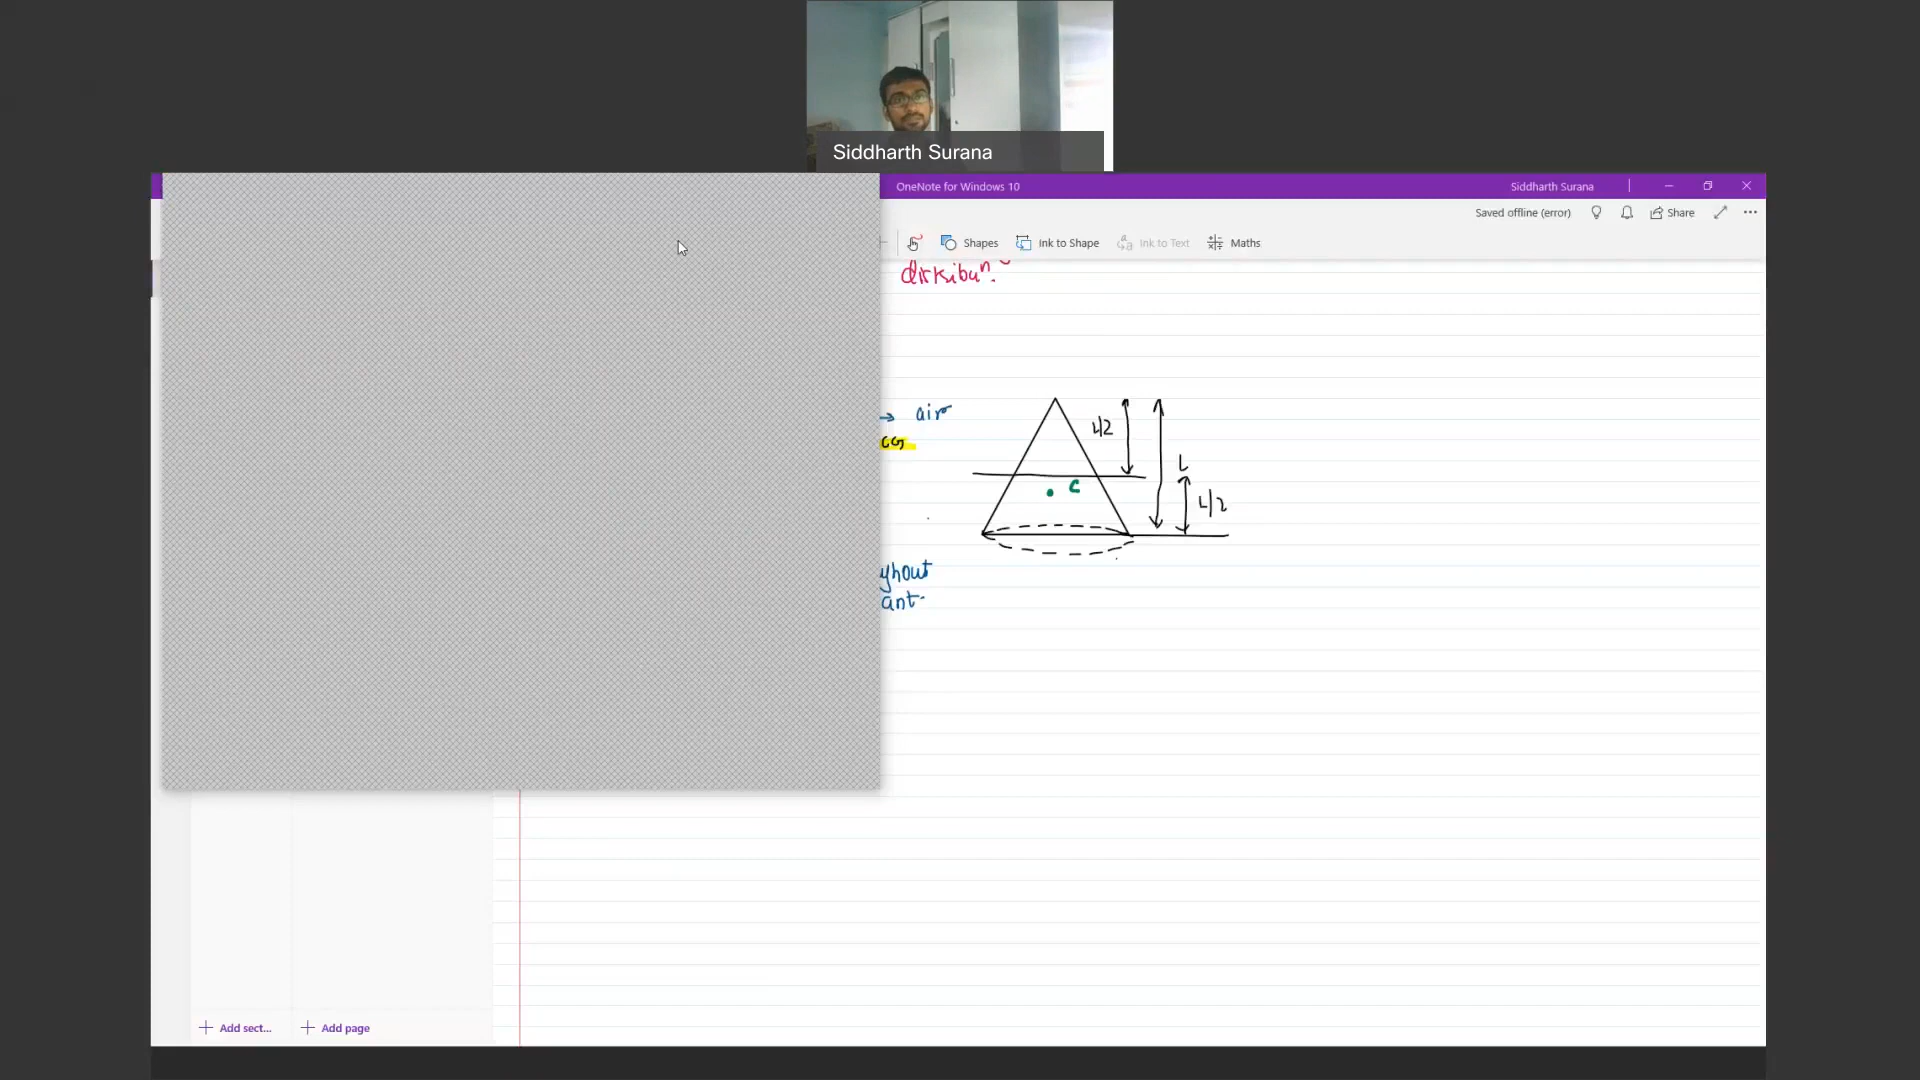 Siddharth Surana
OneNote for Windows 10
Siddharth Surana
Saved offline (error)
Share
Shapes
Ink to Shape
Ink to Text
Maths
distribuⁿ.
→ air
CG
L/2
L
C
L/2
ghout
ant.
Add sect...
Add page